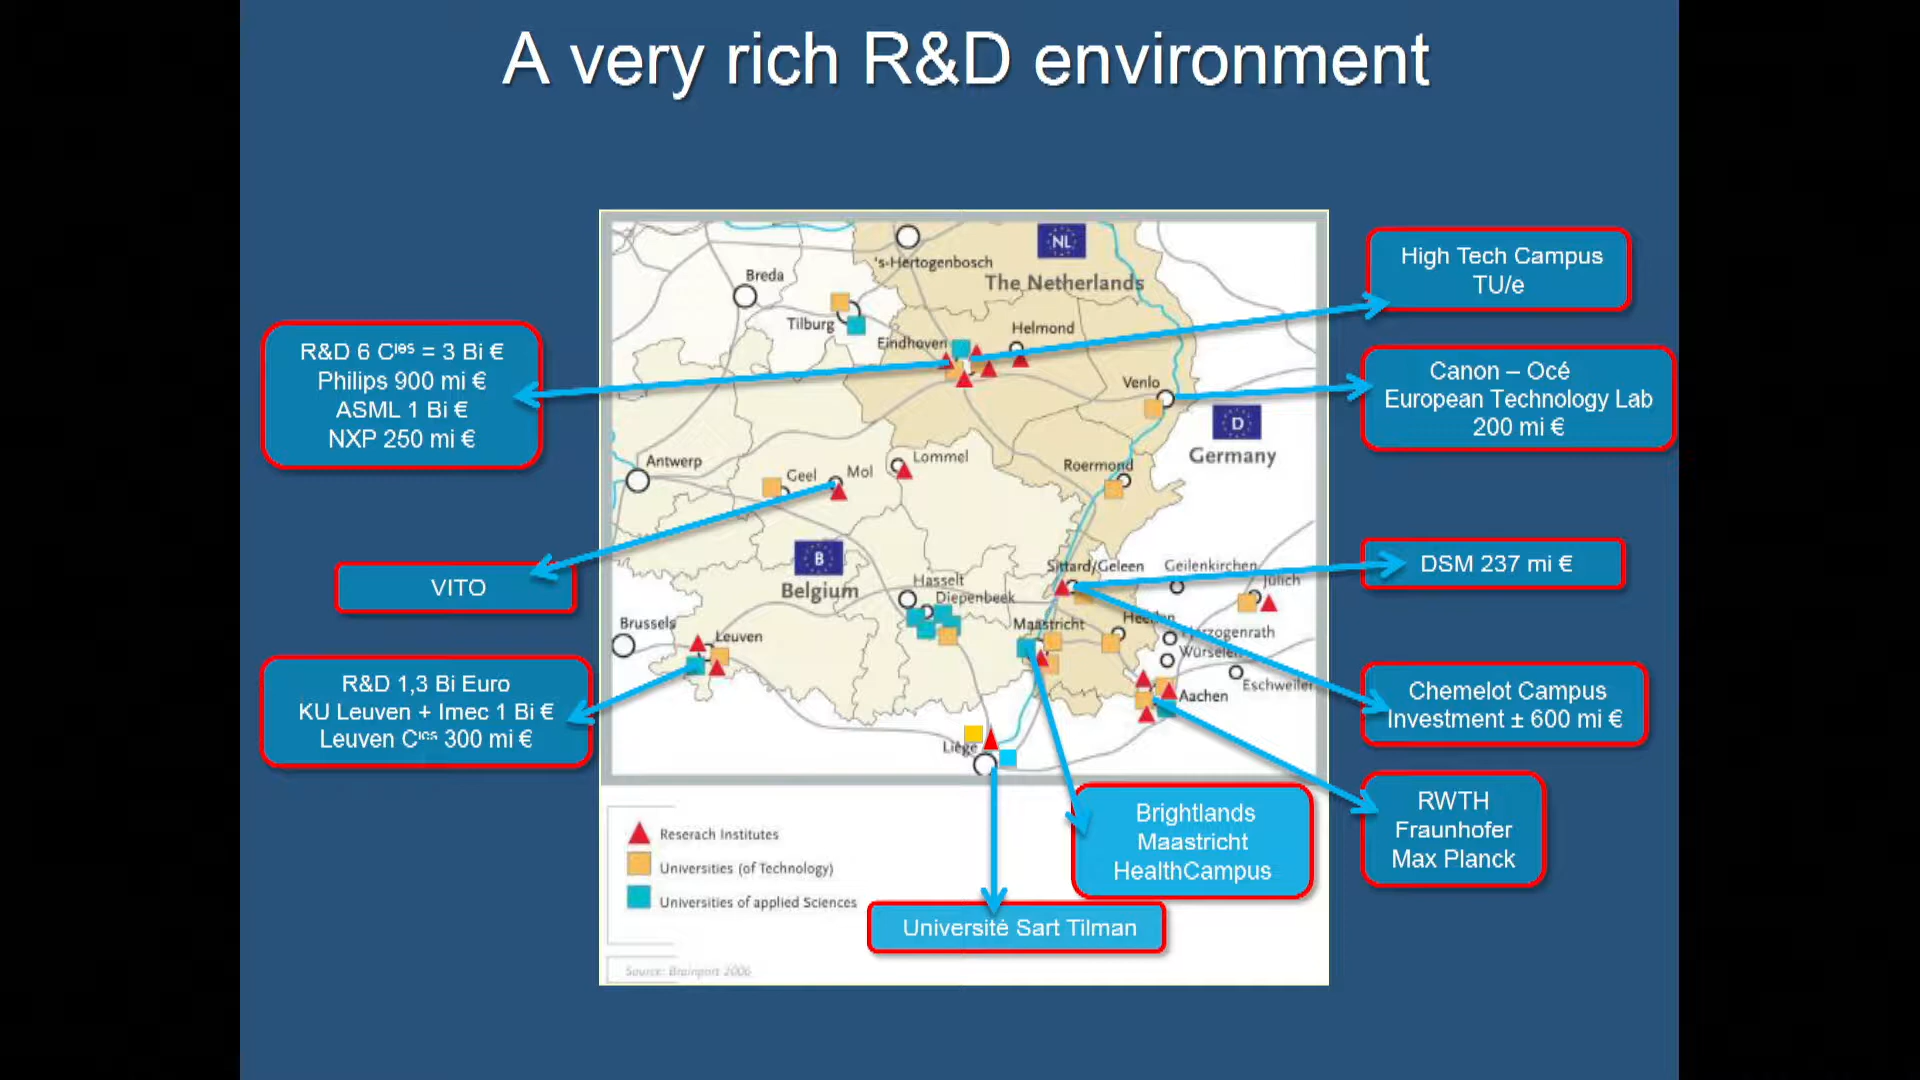 A very rich R&D environment
High Tech Campus
TU/e
R&D 6 Cies = 3 Bi €
Philips 900 mi €
ASML 1 Bi €
NXP 250 mi €
Canon – Océ
European Technology Lab
200 mi €
VITO
DSM 237 mi €
R&D 1,3 Bi Euro
KU Leuven + Imec 1 Bi €
Leuven Cies 300 mi €
Chemelot Campus
Investment ± 600 mi €
RWTH
Fraunhofer
Max Planck
Brightlands
Maastricht
HealthCampus
Université Sart Tilman
NL
The Netherlands
's-Hertogenbosch
Breda
Tilburg
Helmond
Eindhoven
Venlo
D
Germany
Antwerp
Geel
Mol
Lommel
Roermond
B
Belgium
Hasselt
Diepenbeek
Sittard/Geleen
Geilenkirchen
Jülich
Brussels
Leuven
Maastricht
Heerlen
Herzogenrath
Würselen
Eschweiler
Aachen
Liège
Reserach Institutes
Universities (of Technology)
Universities of applied Sciences
Source: Brainport 2006